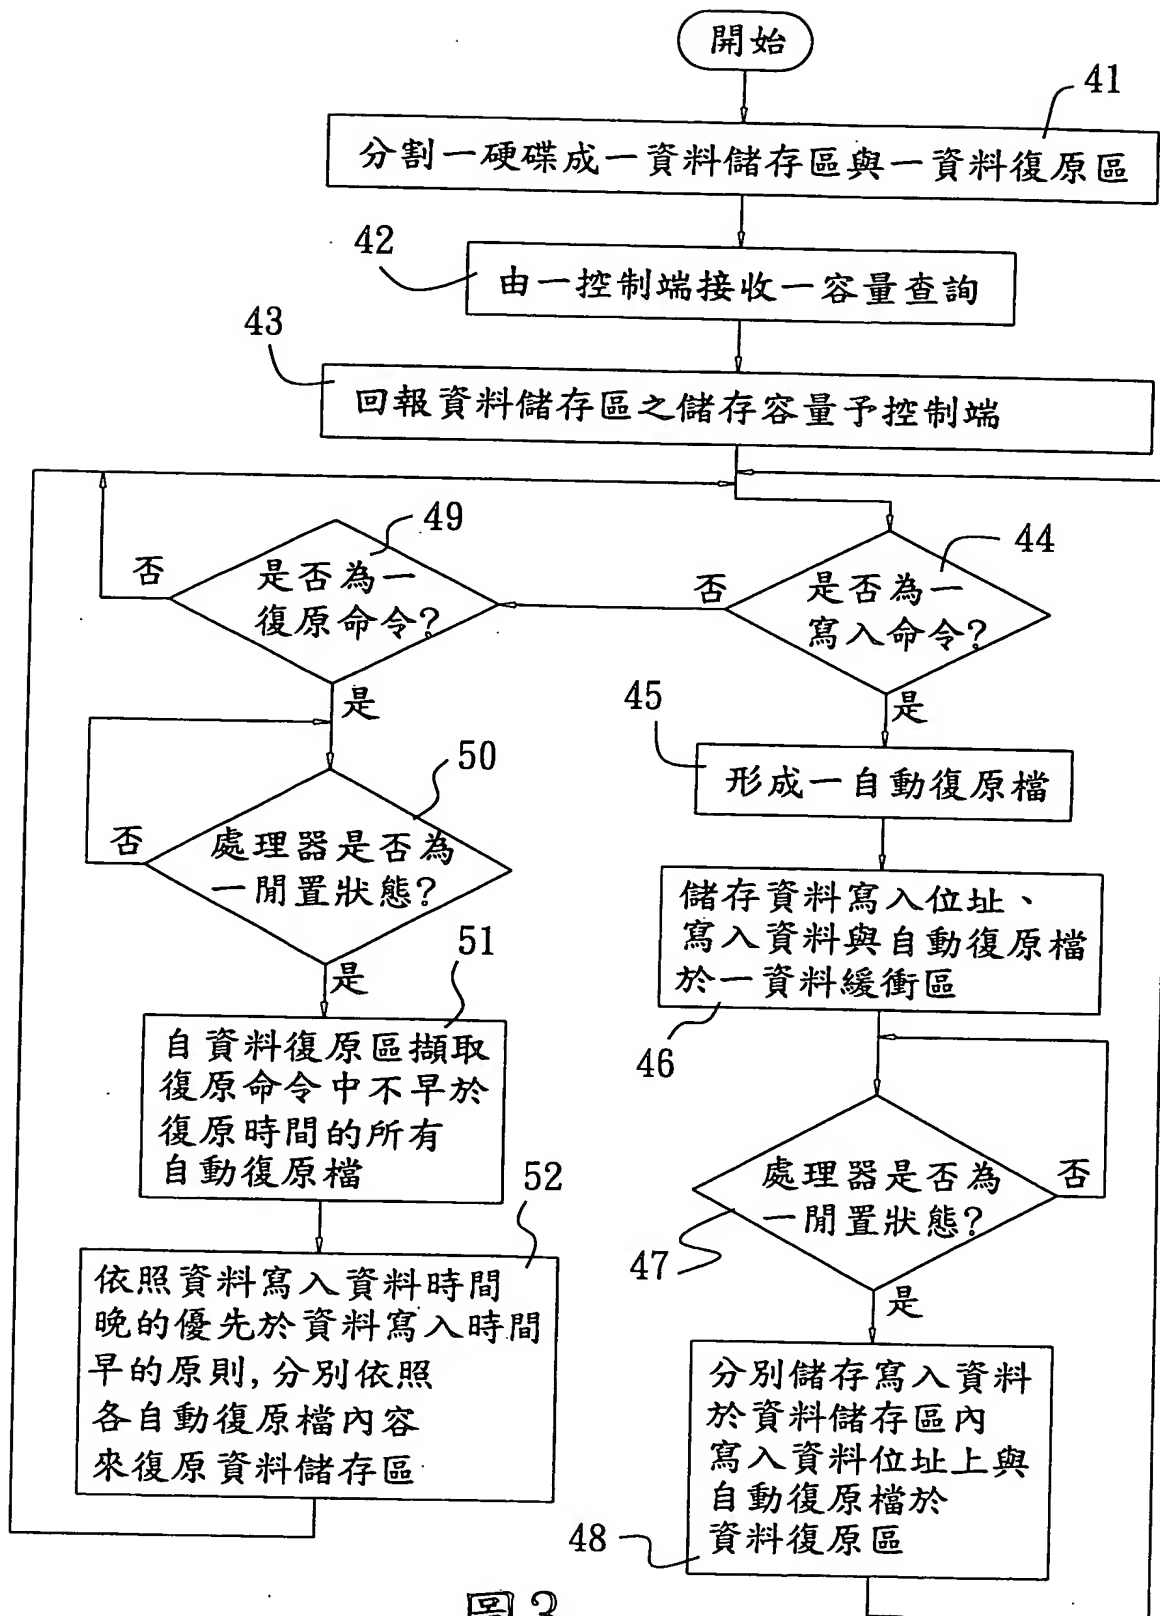 開始
41
分割一硬碟成一資料儲存區與一資料復原區
42
由一控制端接收一容量查詢
43
回報資料儲存區之儲存容量予控制端
49
是否為一
復原命令?
否
是
44
是否為一
寫入命令?
否
是
45
形成一自動復原檔
50
處理器是否為
一閒置狀態?
否
是
儲存資料寫入位址、
寫入資料與自動復原檔
於一資料緩衝區
46
51
自資料復原區擷取
復原命令中不早於
復原時間的所有
自動復原檔
處理器是否為
一閒置狀態?
否
47
是
52
依照資料寫入資料時間
晚的優先於資料寫入時間
早的原則,分別依照
各自動復原檔內容
來復原資料儲存區
分別儲存寫入資料
於資料儲存區內
寫入資料位址上與
自動復原檔於
資料復原區
48
圖3